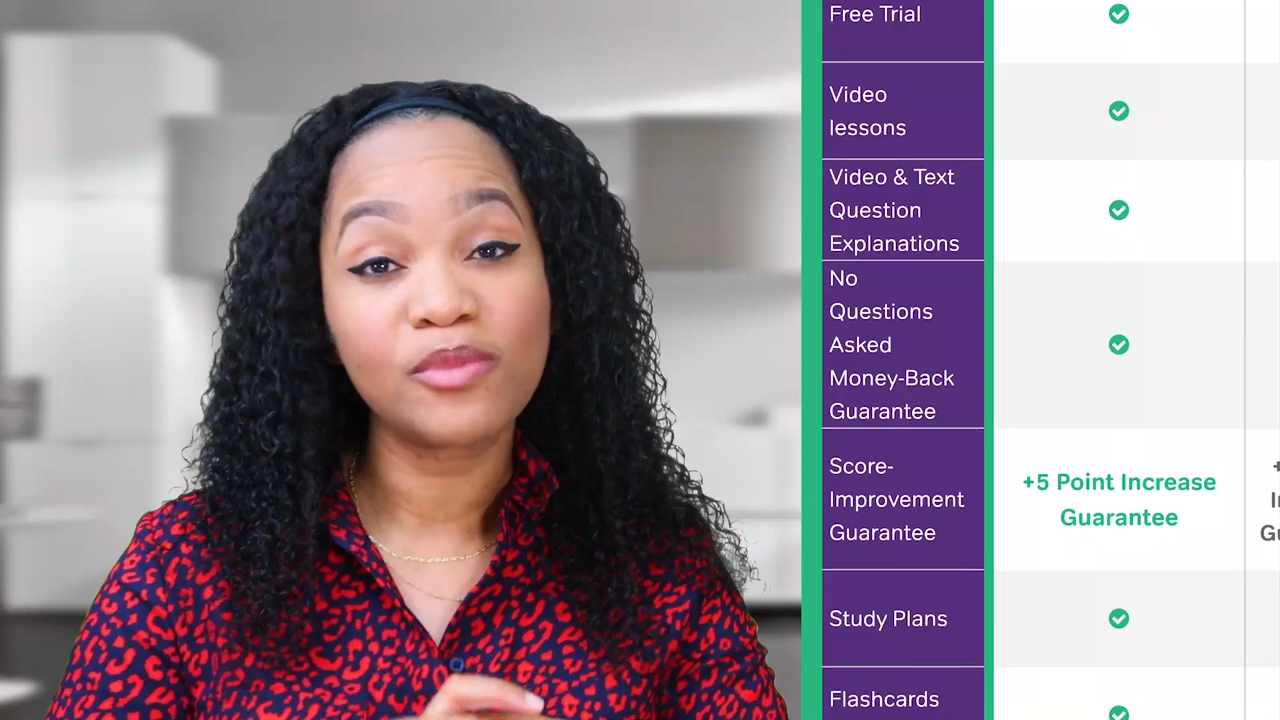 Free Trial
Video
lessons
Video & Text
Question
Explanations
No
Questions
Asked
Money-Back
Guarantee
Score-
Improvement
Guarantee
+5 Point Increase
Guarantee
Study Plans
Flashcards